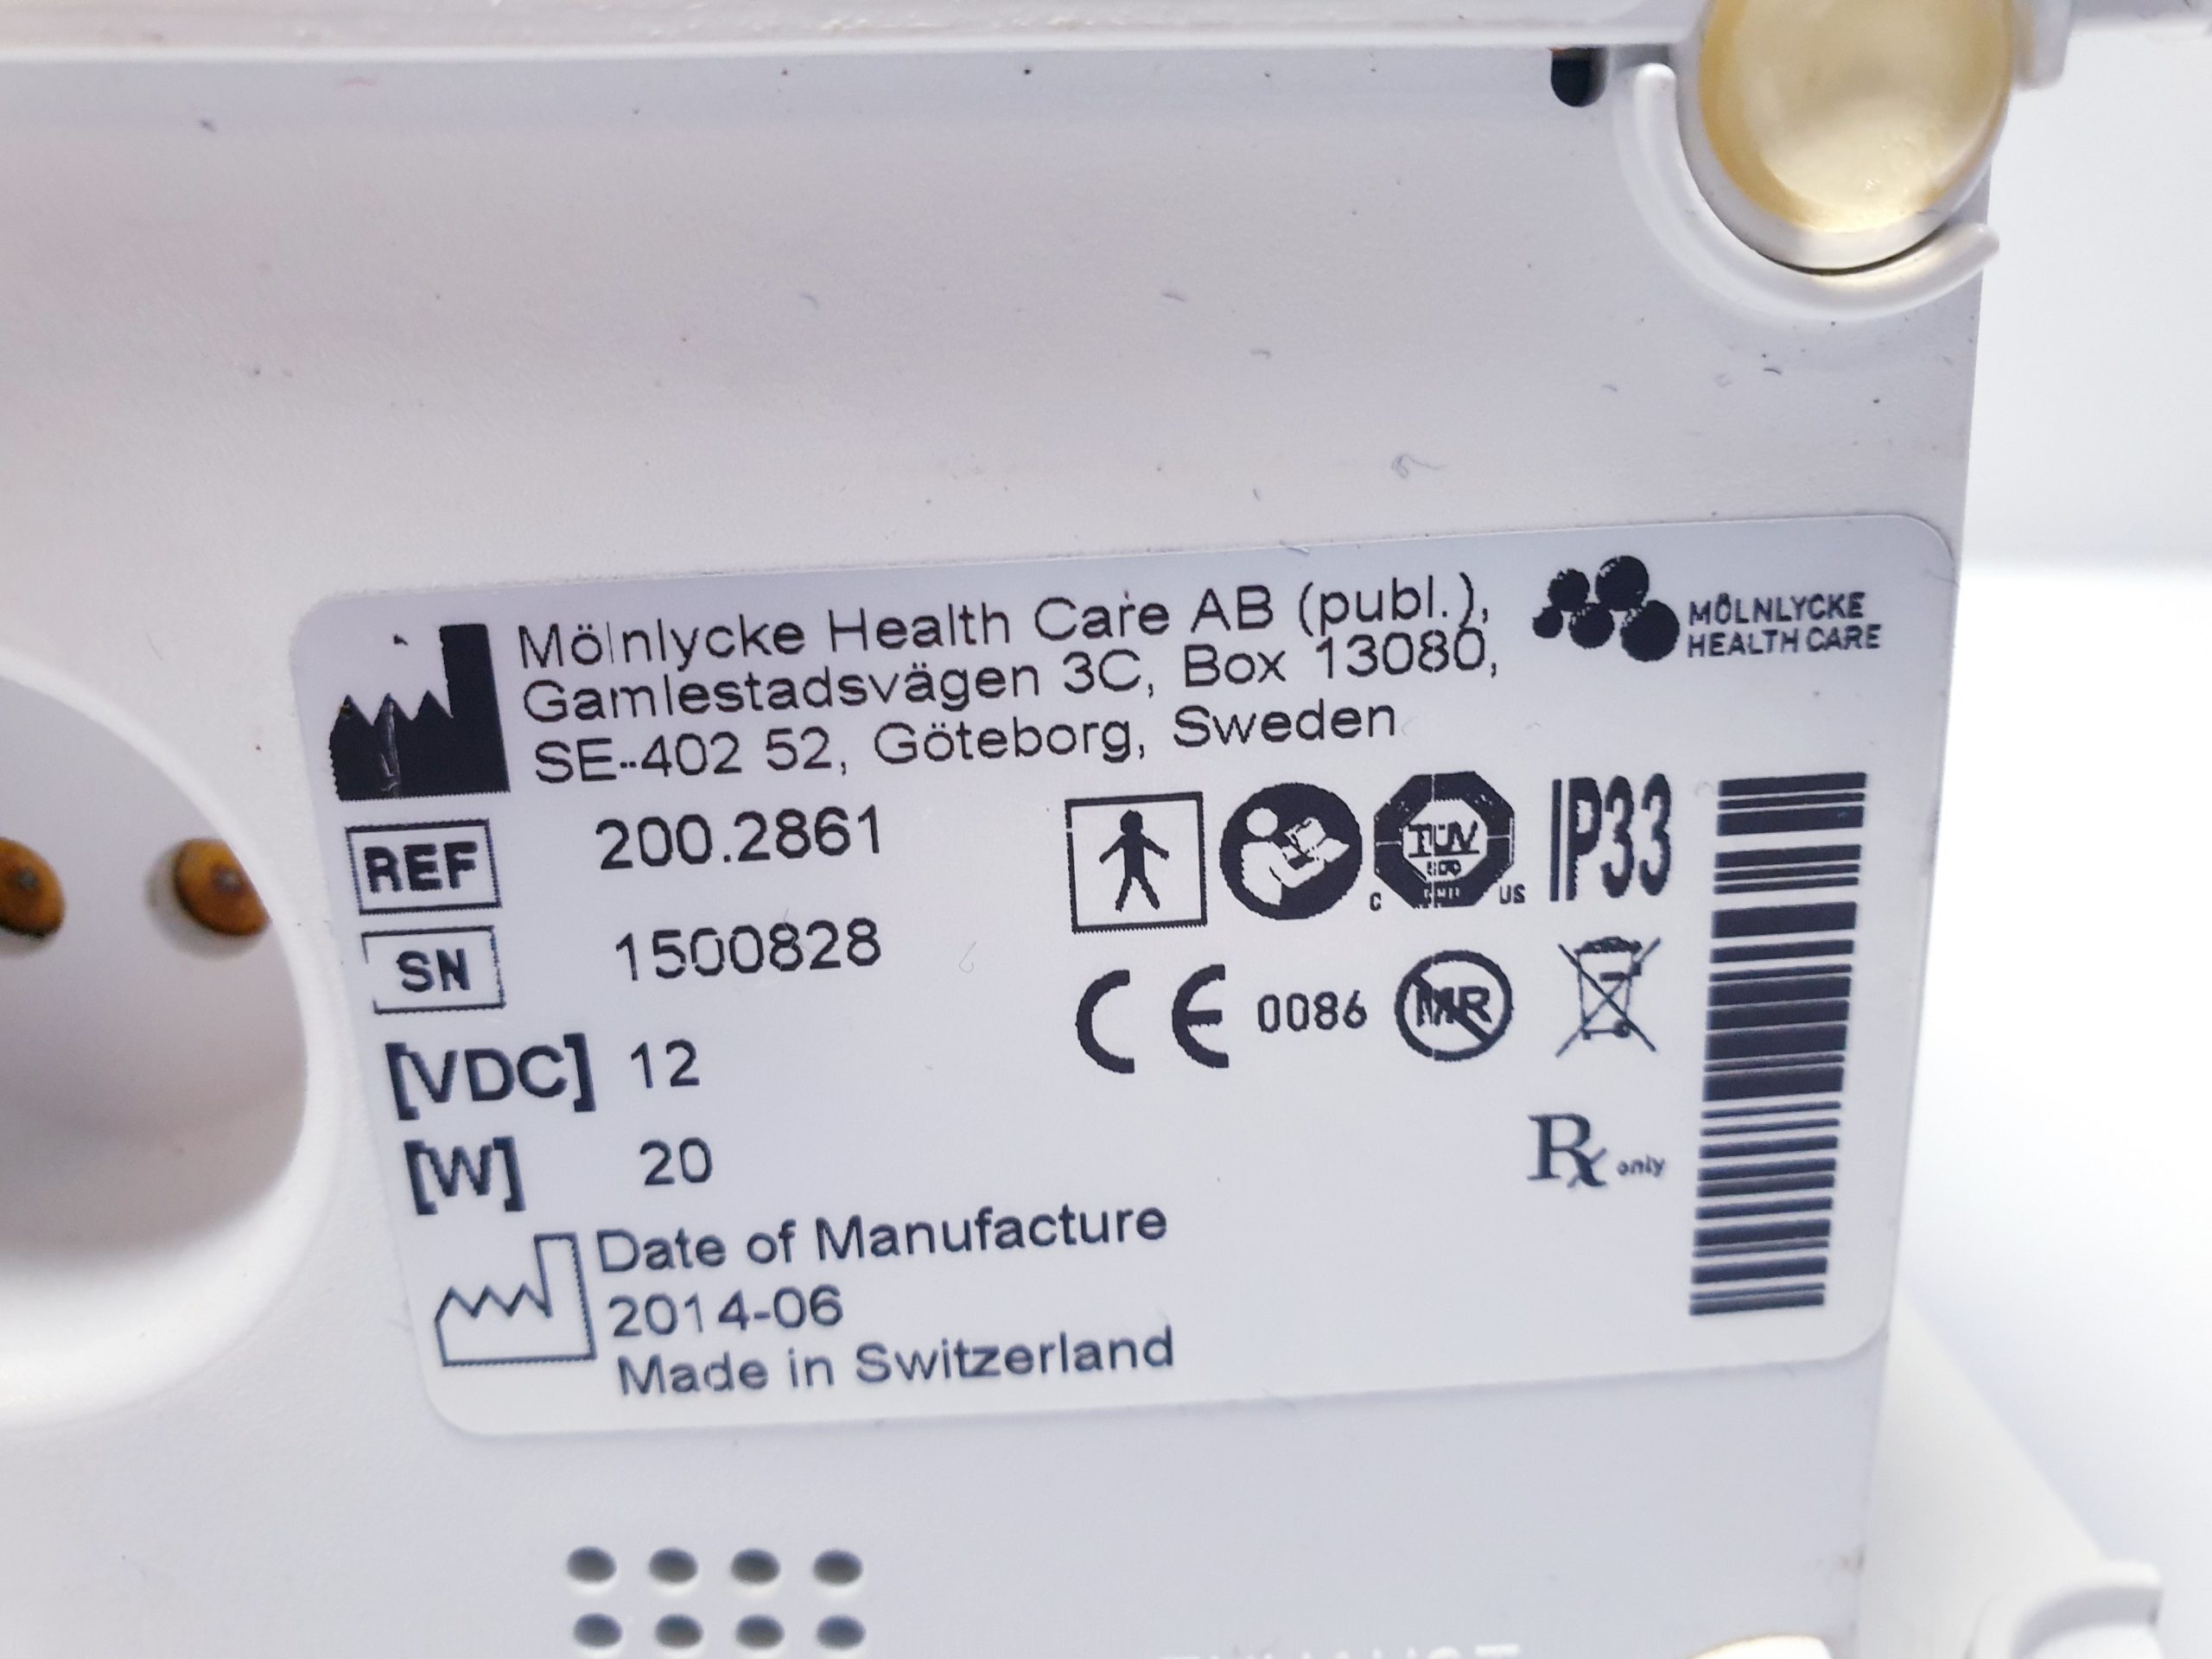 Mölnlycke Health Care AB (publ.),
Gamlestadsvägen 3C, Box 13080,
SE-402 52, Göteborg, Sweden
MÖLNLYCKE
HEALTH CARE
REF 200.2861
SN 1500828
[VDC] 12
[W] 20
TÜV
C US
IP33
CE 0086
MR
Rx only
Date of Manufacture
2014-06
Made in Switzerland